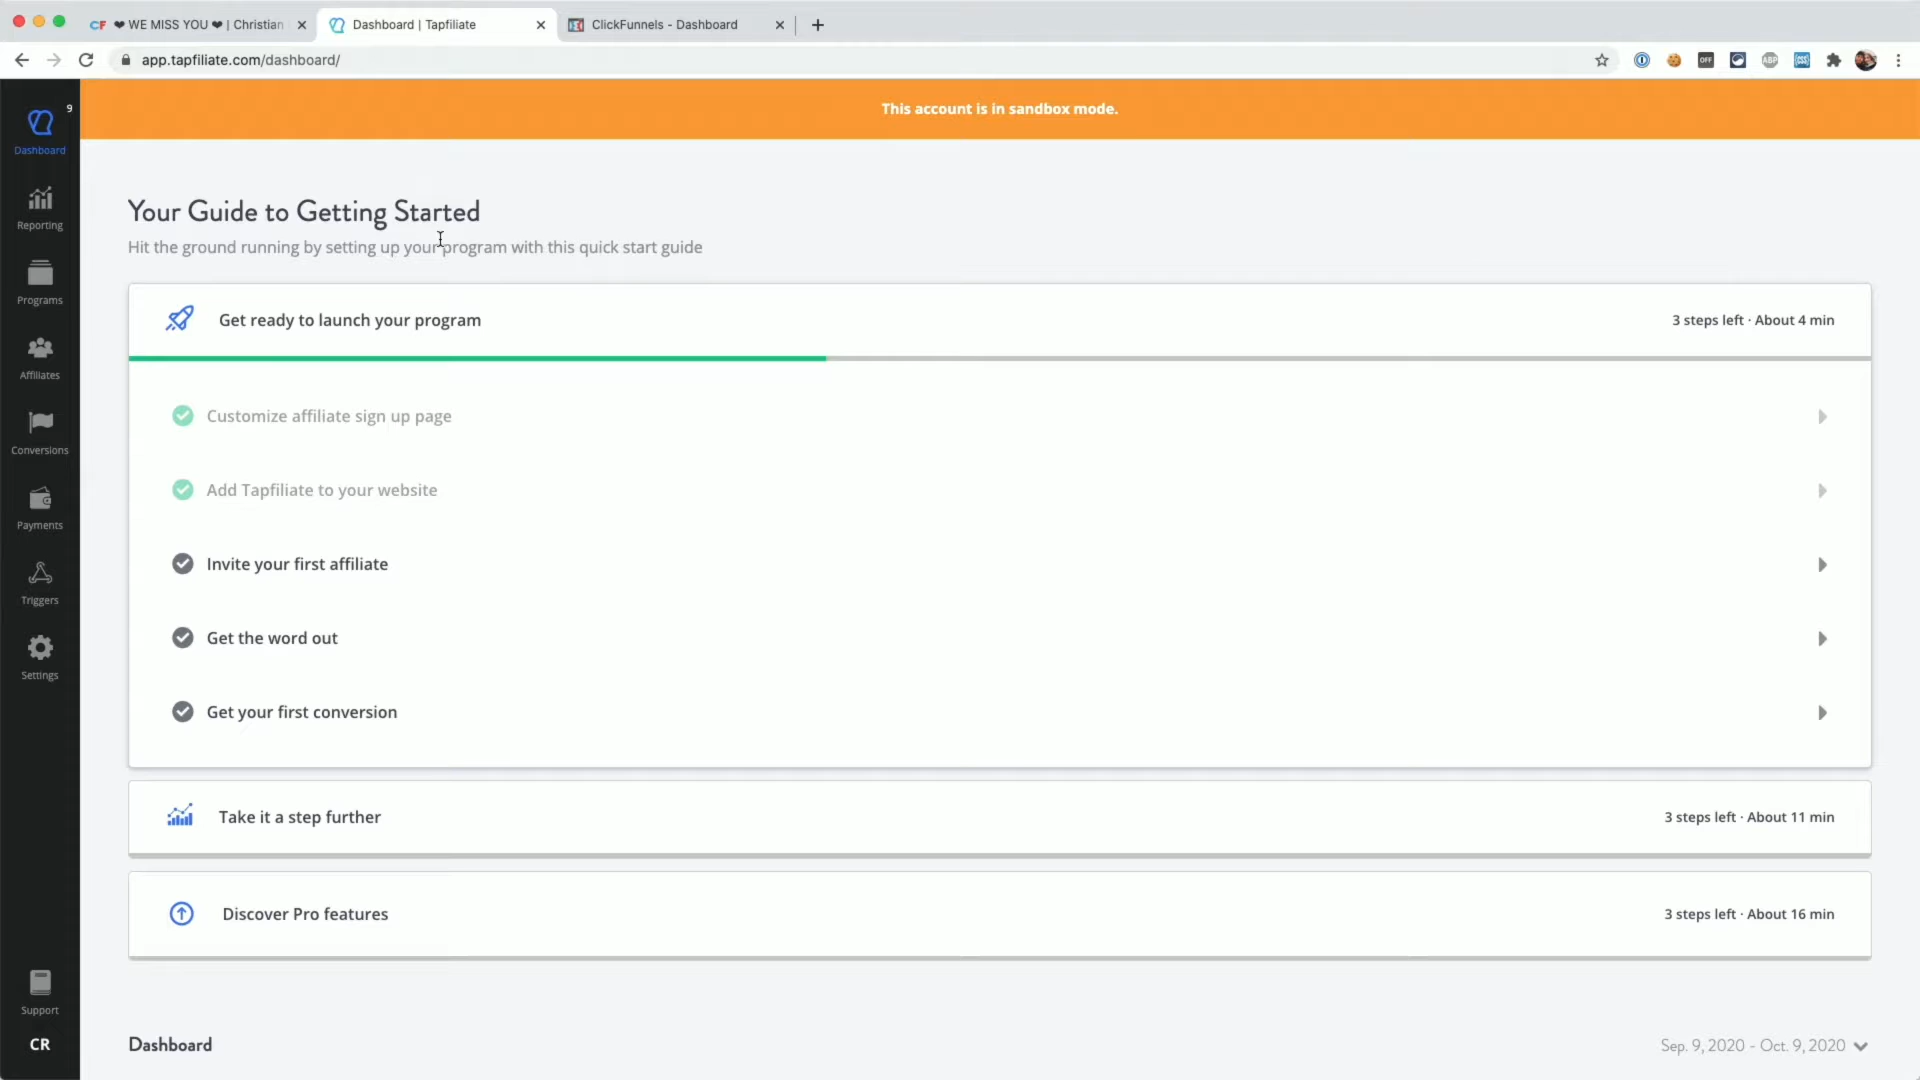 CF ❤ WE MISS YOU ❤ | Christian
Dashboard | Tapfiliate
ClickFunnels - Dashboard
app.tapfiliate.com/dashboard/
OFF
ABP
This account is in sandbox mode.
9
Dashboard
Reporting
Programs
Affiliates
Conversions
Payments
Triggers
Settings
Support
CR
Your Guide to Getting Started
Hit the ground running by setting up your program with this quick start guide
Get ready to launch your program
3 steps left · About 4 min
Customize affiliate sign up page
Add Tapfiliate to your website
Invite your first affiliate
Get the word out
Get your first conversion
Take it a step further
3 steps left · About 11 min
Discover Pro features
3 steps left · About 16 min
Dashboard
Sep. 9, 2020 - Oct. 9, 2020